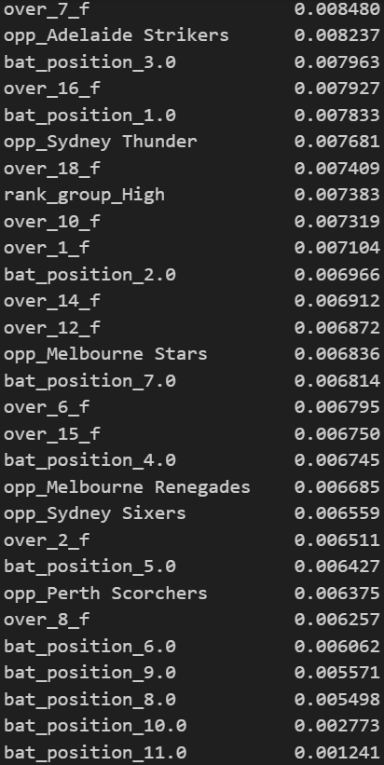 over_7_f 0.008480
opp_Adelaide Strikers 0.008237
bat_position_3.0 0.007963
over_16_f 0.007927
bat_position_1.0 0.007833
opp_Sydney Thunder 0.007681
over_18_f 0.007409
rank_group_High 0.007383
over_10_f 0.007319
over_1_f 0.007104
bat_position_2.0 0.006966
over_14_f 0.006912
over_12_f 0.006872
opp_Melbourne Stars 0.006836
bat_position_7.0 0.006814
over_6_f 0.006795
over_15_f 0.006750
bat_position_4.0 0.006745
opp_Melbourne Renegades 0.006685
opp_Sydney Sixers 0.006559
over_2_f 0.006511
bat_position_5.0 0.006427
opp_Perth Scorchers 0.006375
over_8_f 0.006257
bat_position_6.0 0.006062
bat_position_9.0 0.005571
bat_position_8.0 0.005498
bat_position_10.0 0.002773
bat_position_11.0 0.001241